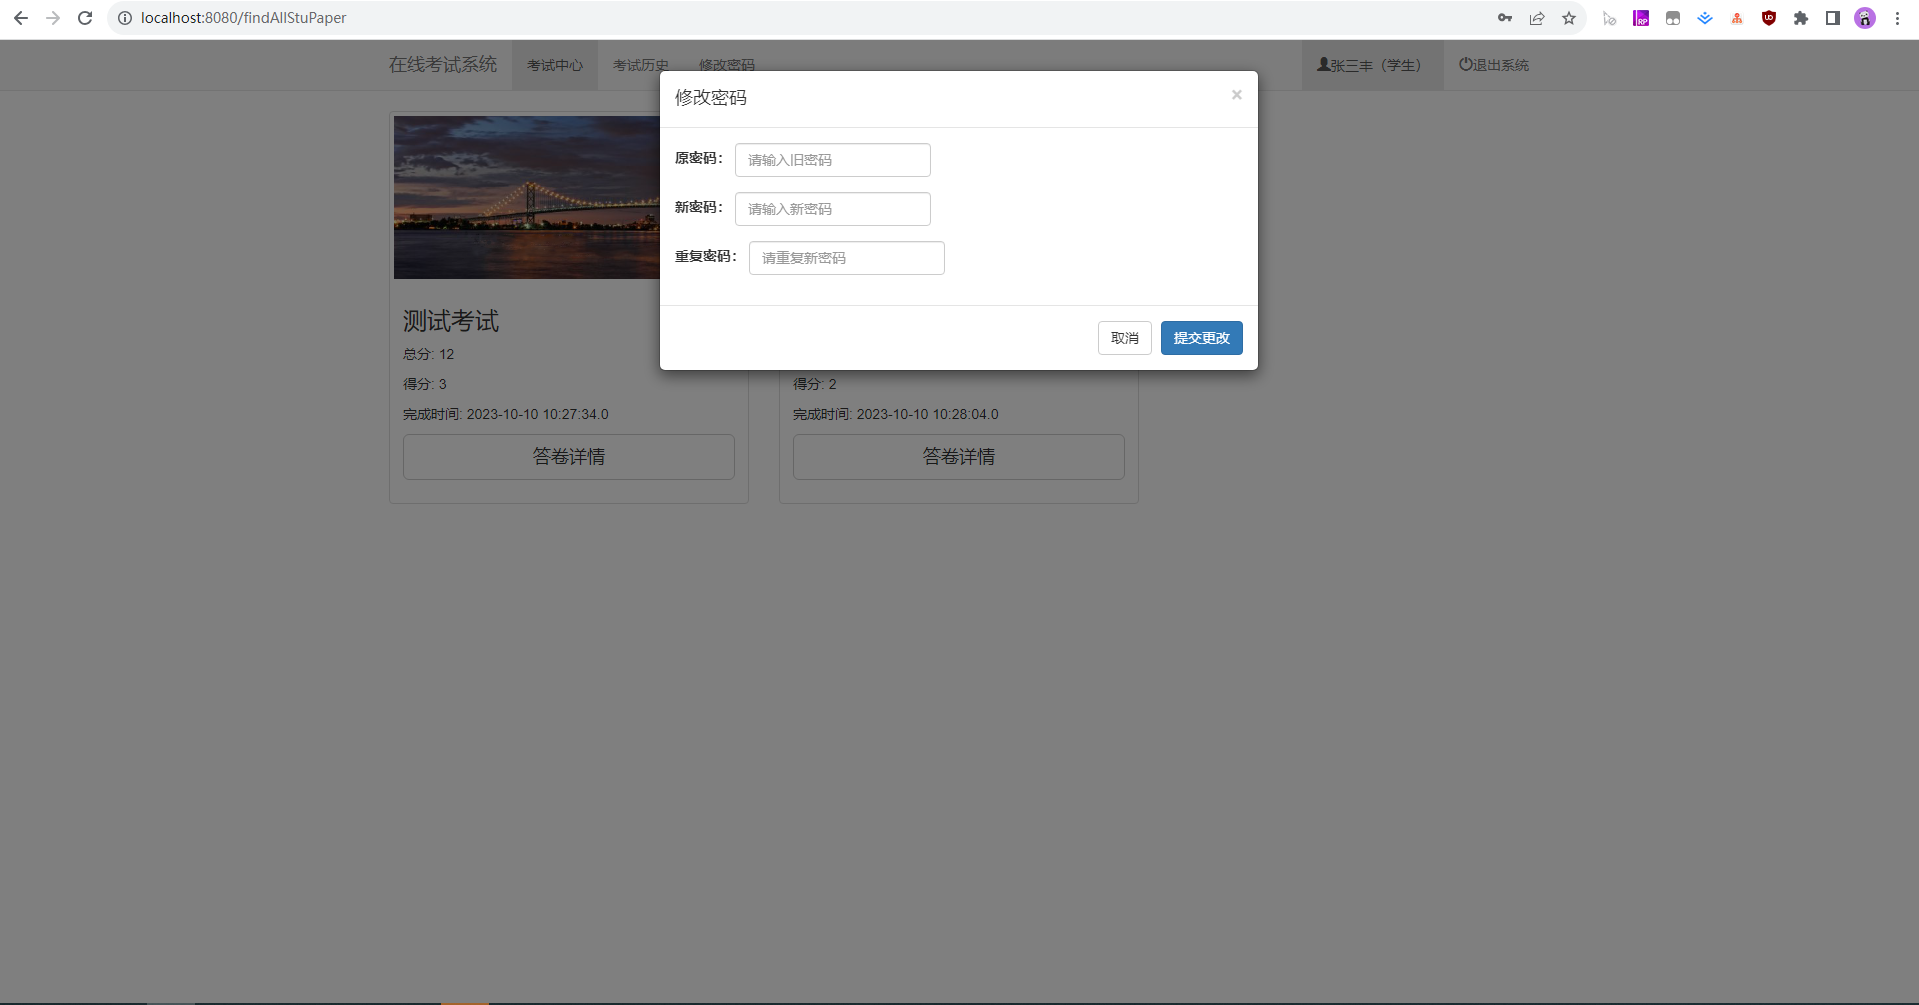 localhost:8080/findAllStuPaper
在线考试系统 考试中心 考试历史 修改密码 张三丰（学生） 退出系统
修改密码 ×
原密码： 请输入旧密码
新密码： 请输入新密码
重复密码： 请重复新密码
取消 提交更改
测试考试
总分: 12
得分: 3
完成时间: 2023-10-10 10:27:34.0
答卷详情
得分: 2
完成时间: 2023-10-10 10:28:04.0
答卷详情